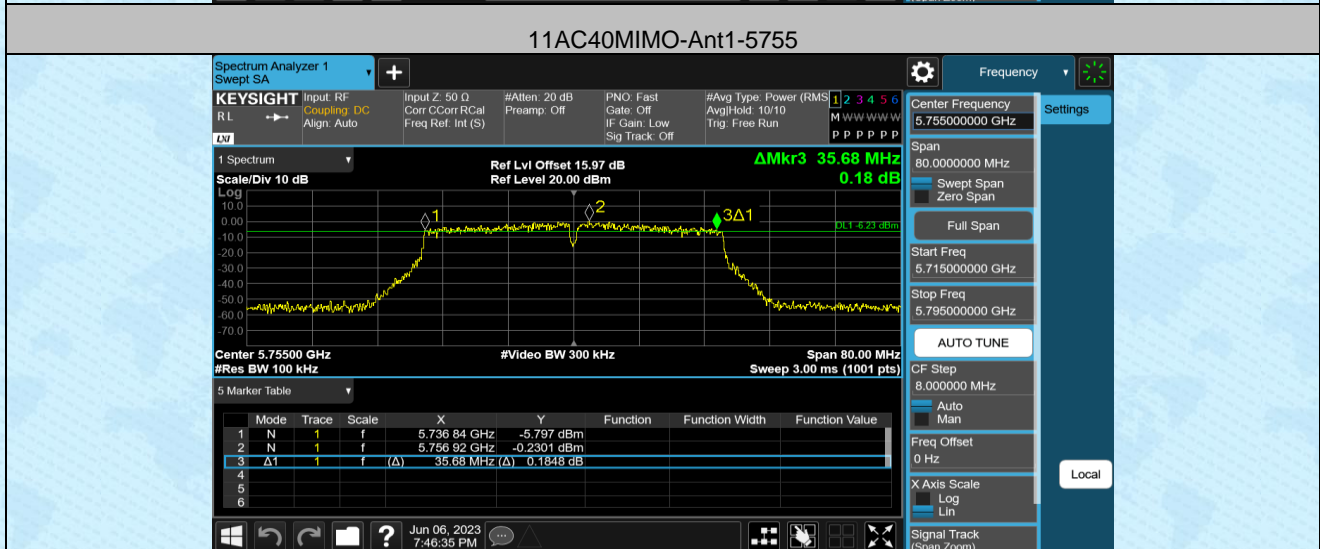 11AC40MIMO-Ant1-5755
Spectrum Analyzer 1
Swept SA
Frequency
KEYSIGHT
R L
LXI
Input: RF
Coupling: DC
Align: Auto
Input Z: 50 Ω
Corr CCorr RCal
Freq Ref: Int (S)
#Atten: 20 dB
Preamp: Off
PNO: Fast
Gate: Off
IF Gain: Low
Sig Track: Off
#Avg Type: Power (RMS
Avg|Hold: 10/10
Trig: Free Run
1 2 3 4 5 6
M W W W W W
P P P P P P
1 Spectrum
Scale/Div 10 dB
Ref Lvl Offset 15.97 dB
Ref Level 20.00 dBm
ΔMkr3 35.68 MHz
0.18 dB
Log
10.0
0.00
-10.0
-20.0
-30.0
-40.0
-50.0
-60.0
-70.0
1
2
3Δ1
DL1 -6.23 dBm
Center 5.75500 GHz
#Res BW 100 kHz
#Video BW 300 kHz
Span 80.00 MHz
Sweep 3.00 ms (1001 pts)
5 Marker Table
Mode Trace Scale X Y Function Function Width Function Value
1 N 1 f 5.736 84 GHz -5.797 dBm
2 N 1 f 5.756 92 GHz -0.2301 dBm
3 Δ1 1 f (Δ) 35.68 MHz (Δ) 0.1848 dB
4
5
6
Jun 06, 2023
7:46:35 PM
Center Frequency
5.755000000 GHz
Settings
Span
80.0000000 MHz
Swept Span
Zero Span
Full Span
Start Freq
5.715000000 GHz
Stop Freq
5.795000000 GHz
AUTO TUNE
CF Step
8.000000 MHz
Auto
Man
Freq Offset
0 Hz
Local
X Axis Scale
Log
Lin
Signal Track
(Span Zoom)